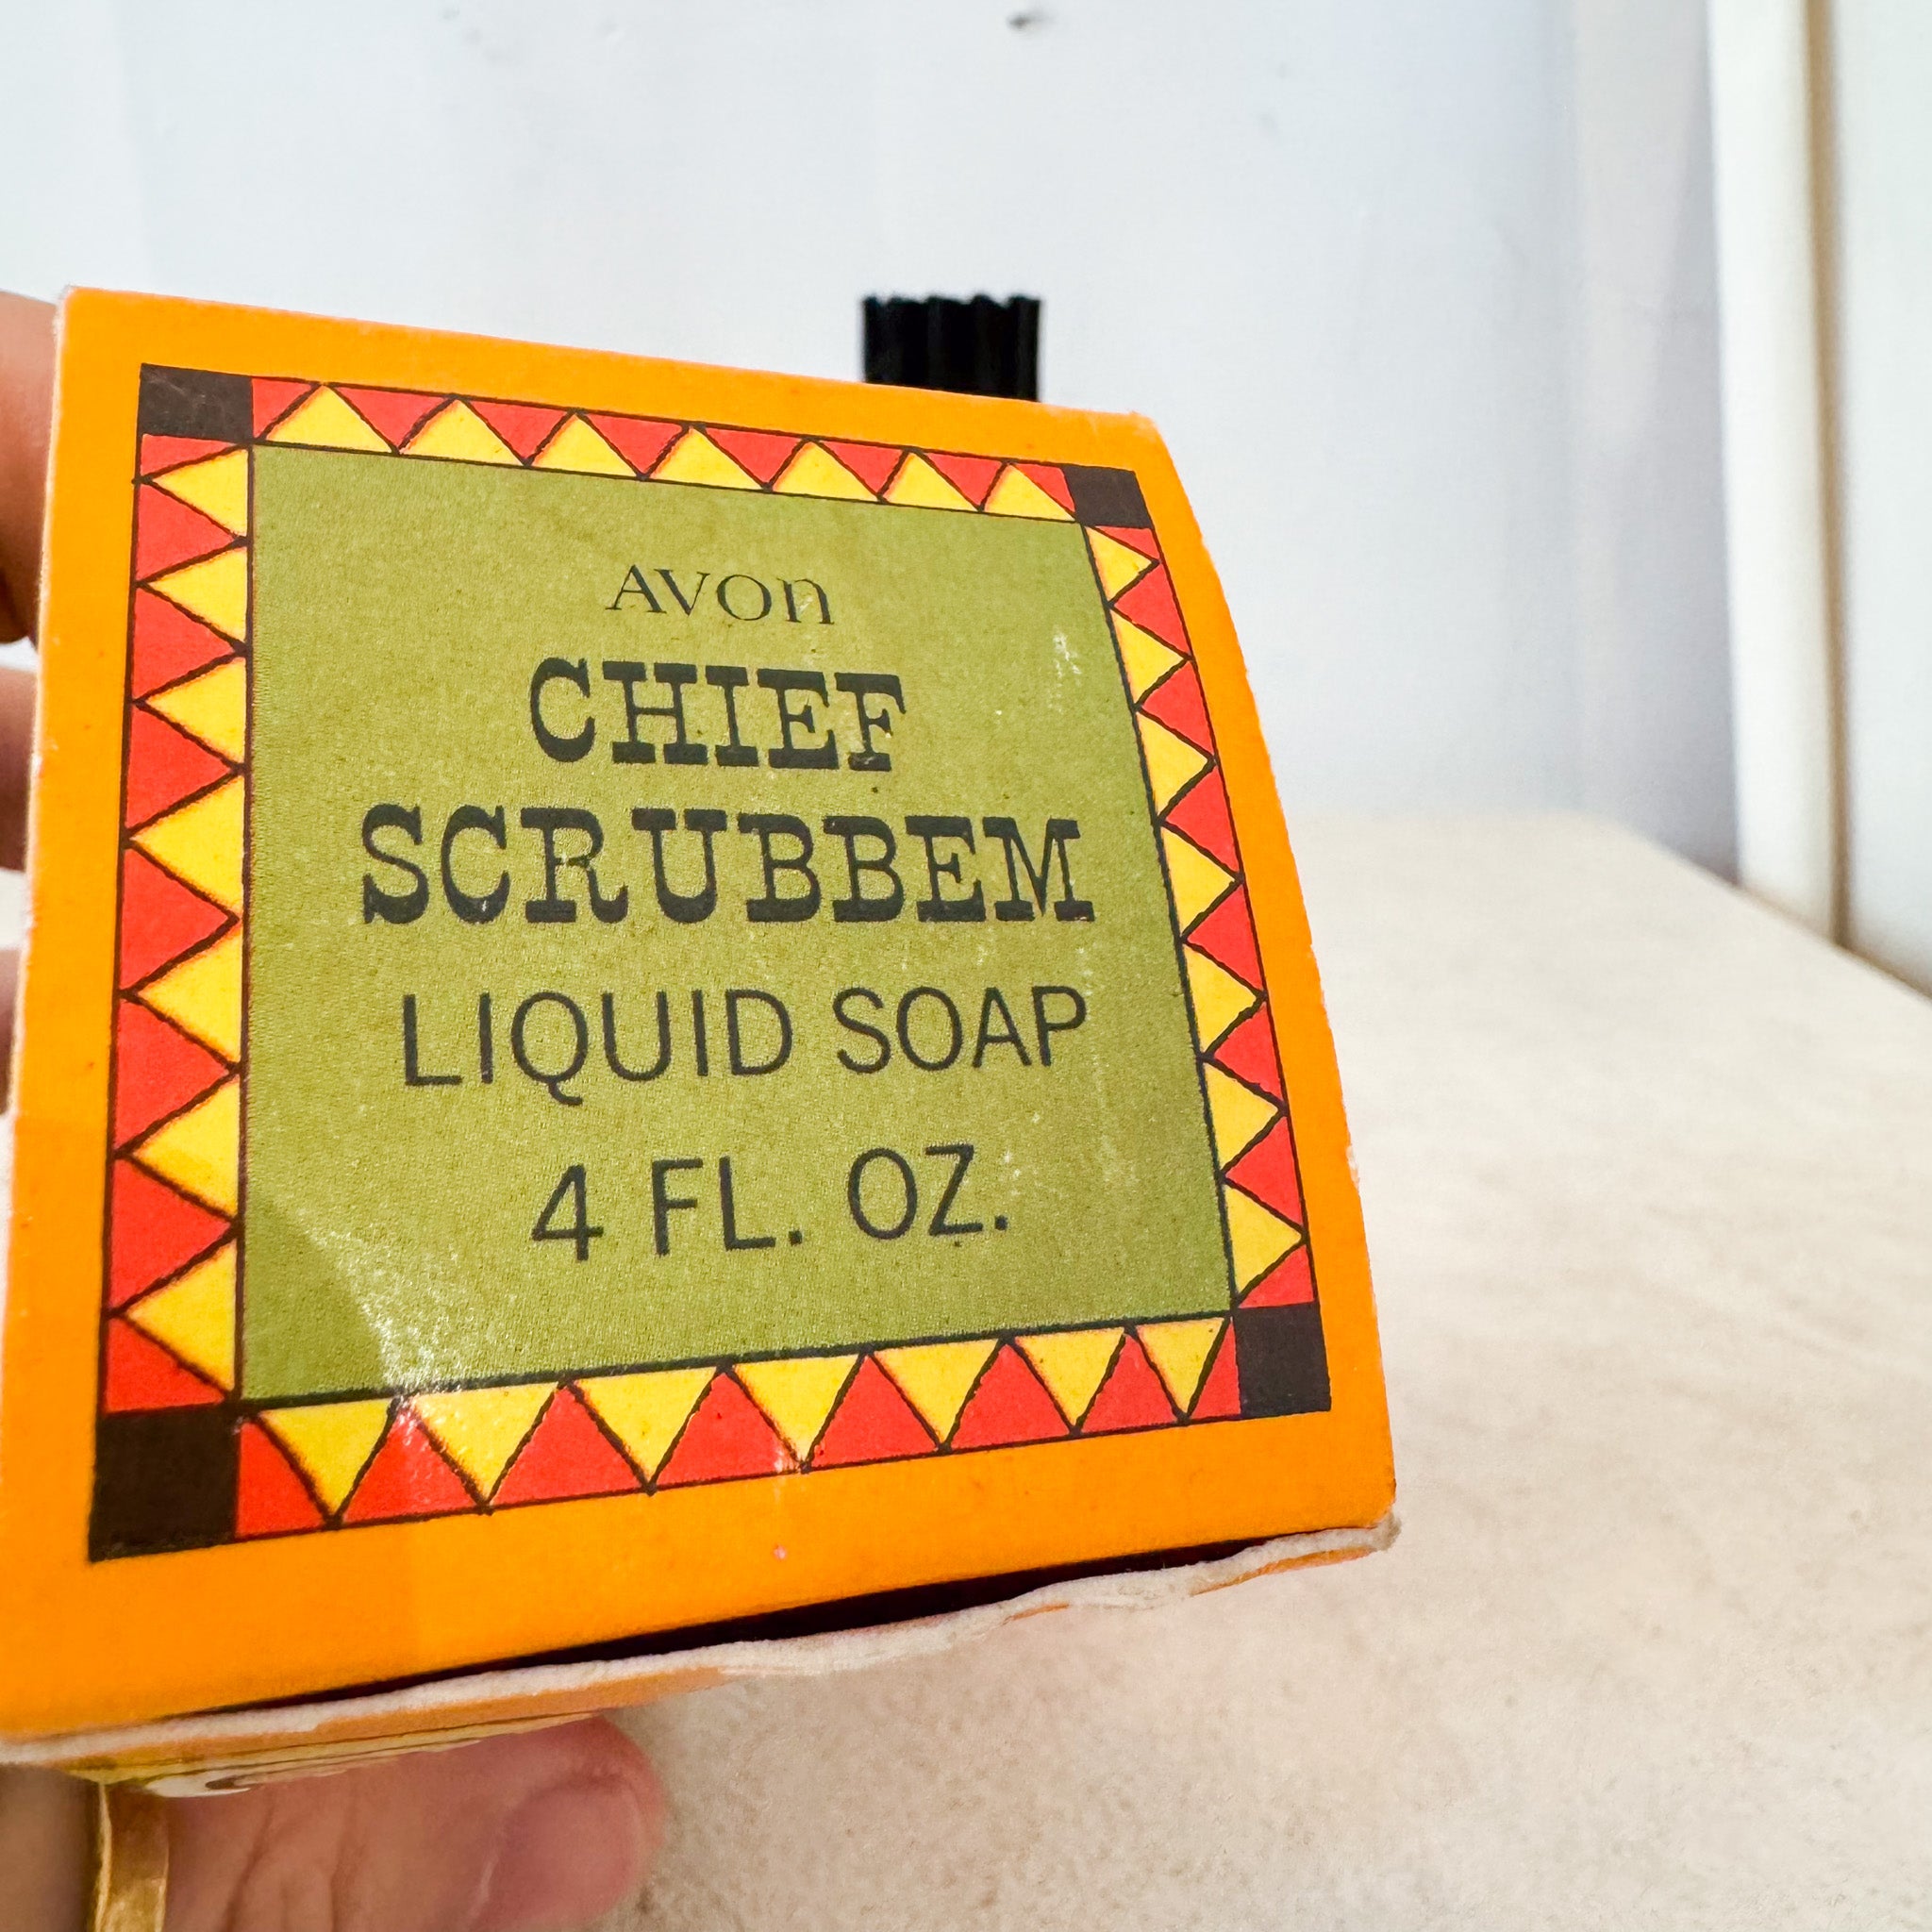 AVON
CHIEF
SCRUBBEM
LIQUID SOAP
4 FL. OZ.